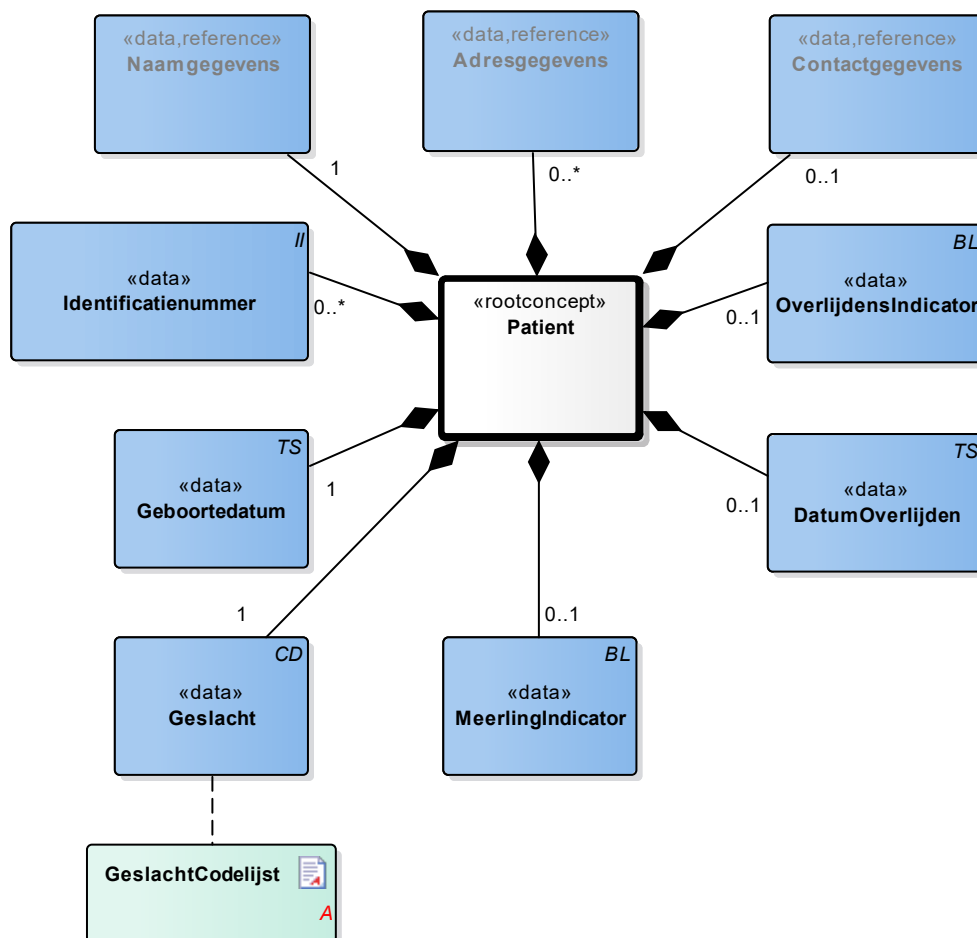 «data,reference»
Naamgegevens
«data,reference»
Adresgegevens
«data,reference»
Contactgegevens
1
0..*
0..1
II
«data»
Identificatienummer
0..*
«rootconcept»
Patient
BL
«data»
OverlijdensIndicator
0..1
TS
«data»
Geboortedatum
1
TS
«data»
DatumOverlijden
0..1
1
0..1
CD
«data»
Geslacht
BL
«data»
MeerlingIndicator
GeslachtCodelijst
A
A